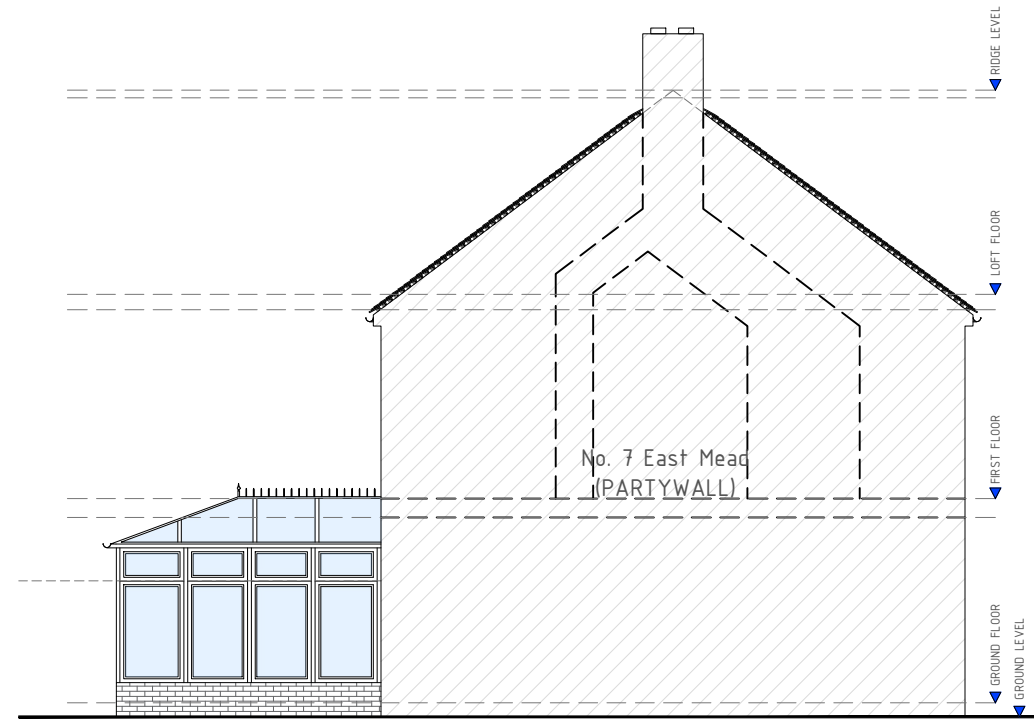 RIDGE LEVEL
LOFT FLOOR
No. 7 East Mead
(PARTYWALL)
FIRST FLOOR
GROUND FLOOR
GROUND LEVEL